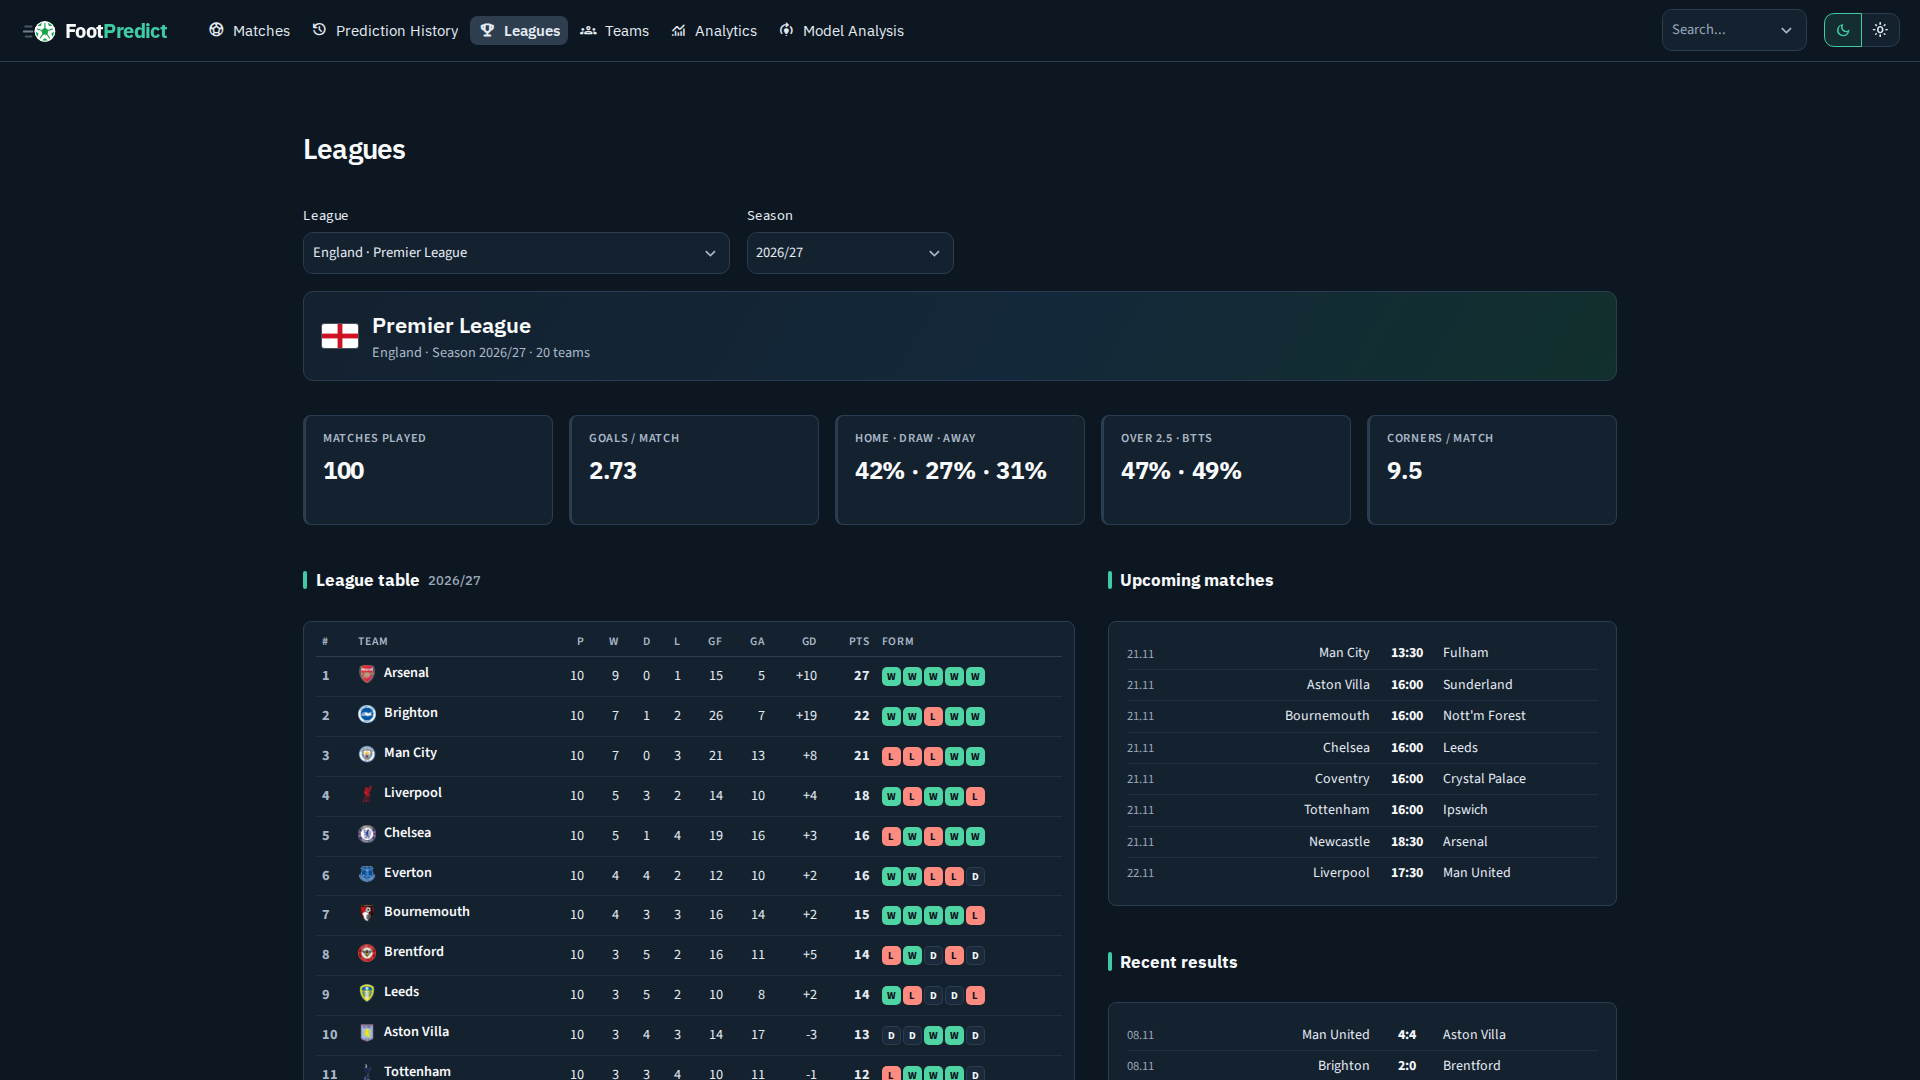 FootPredict
Matches
Prediction History
Leagues
Teams
Analytics
Model Analysis
Search...
Leagues
League
Season
England · Premier League
2026/27
Premier League
England · Season 2026/27 · 20 teams
MATCHES PLAYED
100
GOALS / MATCH
2.73
HOME · DRAW · AWAY
42% · 27% · 31%
OVER 2.5 · BTTS
47% · 49%
CORNERS / MATCH
9.5
League table 2026/27
# TEAM P W D L GF GA GD PTS FORM
1 Arsenal 10 9 0 1 15 5 +10 27 W W W W W
2 Brighton 10 7 1 2 26 7 +19 22 W W L W W
3 Man City 10 7 0 3 21 13 +8 21 L L L W W
4 Liverpool 10 5 3 2 14 10 +4 18 W L W W L
5 Chelsea 10 5 1 4 19 16 +3 16 L W L W W
6 Everton 10 4 4 2 12 10 +2 16 W W L L D
7 Bournemouth 10 4 3 3 16 14 +2 15 W W W W L
8 Brentford 10 3 5 2 16 11 +5 14 L W D L D
9 Leeds 10 3 5 2 10 8 +2 14 W L D D L
10 Aston Villa 10 3 4 3 14 17 -3 13 D D W W D
11 Tottenham 10 3 3 4 10 11 -1 12 L W W W D
Upcoming matches
21.11 Man City 13:30 Fulham
21.11 Aston Villa 16:00 Sunderland
21.11 Bournemouth 16:00 Nott'm Forest
21.11 Chelsea 16:00 Leeds
21.11 Coventry 16:00 Crystal Palace
21.11 Tottenham 16:00 Ipswich
21.11 Newcastle 18:30 Arsenal
22.11 Liverpool 17:30 Man United
Recent results
08.11 Man United 4:4 Aston Villa
08.11 Brighton 2:0 Brentford